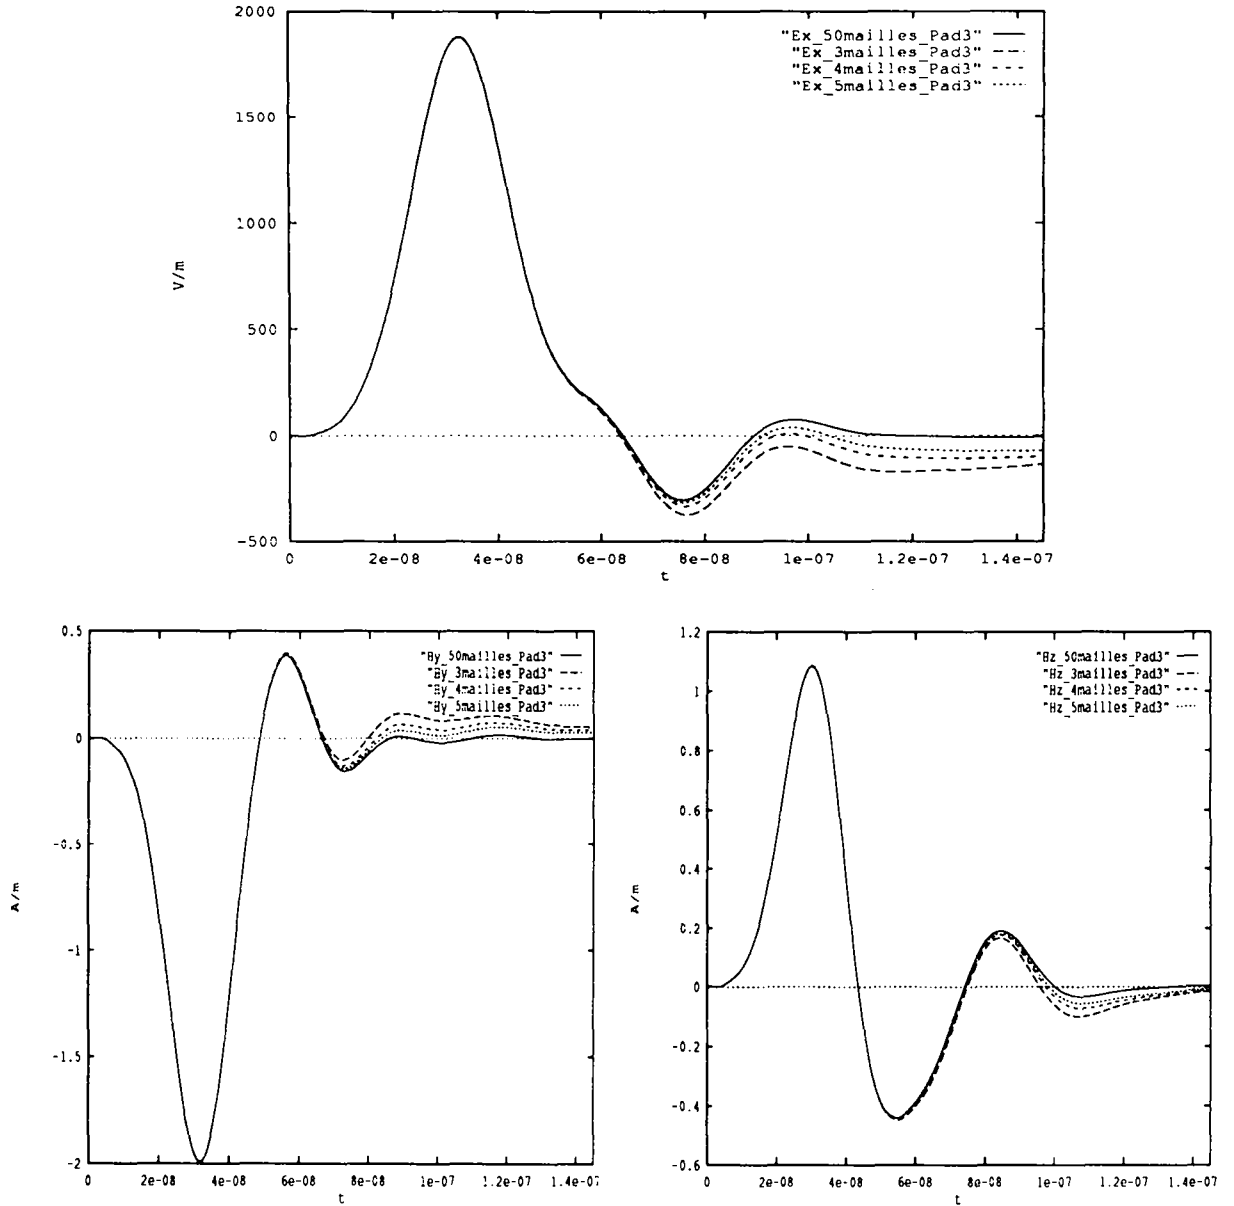 2000
1500
1000
500
0
-500
V/m
"Ex_50mailles_Pad3"
"Ex_3mailles_Pad3"
"Ex_4mailles_Pad3"
"Ex_5mailles_Pad3"
0 2e-08 4e-08 6e-08 8e-08 1e-07 1.2e-07 1.4e-07
t
0.5
0
-0.5
-1
-1.5
-2
A/m
"Hy_50mailles_Pad3"
"Hy_3mailles_Pad3"
"Hy_4mailles_Pad3"
"Hy_5mailles_Pad3"
0 2e-08 4e-08 6e-08 8e-08 1e-07 1.2e-07 1.4e-07
t
1.2
1
0.8
0.6
0.4
0.2
0
-0.2
-0.4
-0.6
A/m
"Hz_50mailles_Pad3"
"Hz_3mailles_Pad3"
"Hz_4mailles_Pad3"
"Hz_5mailles_Pad3"
0 2e-08 4e-08 6e-08 8e-08 1e-07 1.2e-07 1.4e-07
t